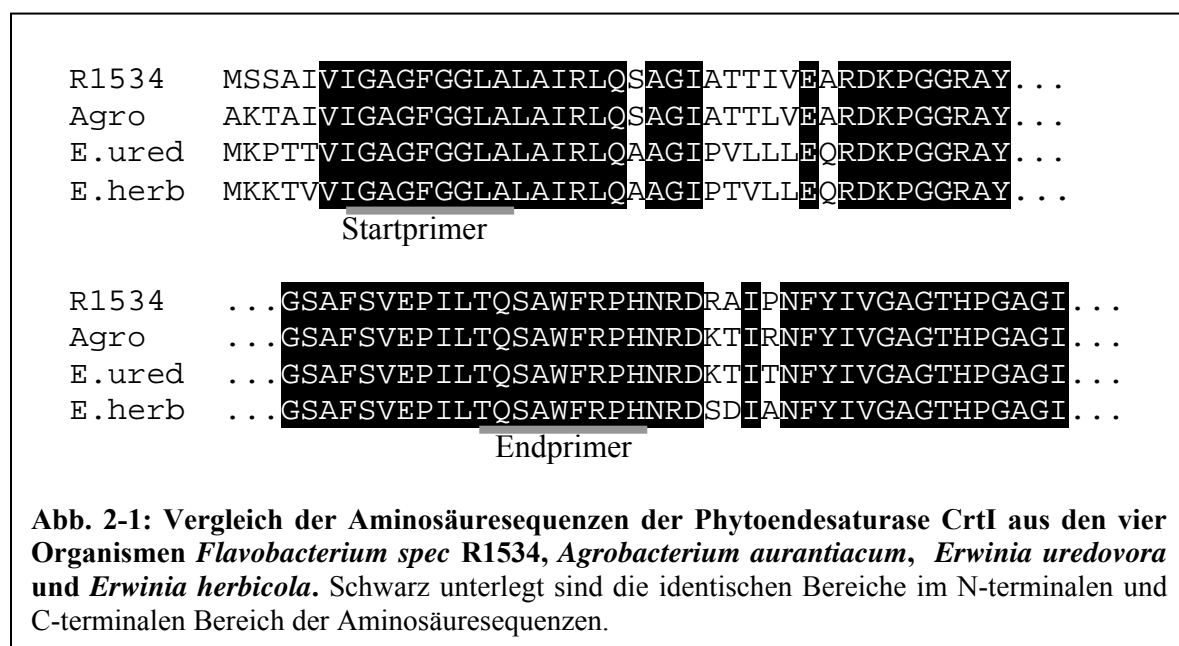 R1534 MSSAIVIGAGFGGLALAIRLQSAGIATTIVEARDKPGGRAY...
Agro AKTAIVIGAGFGGLALAIRLQSAGIATTLVEARDKPGGRAY...
E.ured MKPTTVIGAGFGGLALAIRLQAAGIPVLLLEQRDKPGGRAY...
E.herb MKKTVVIGAGFGGLALAIRLQAAGIPTVLLEQRDKPGGRAY...
Startprimer
R1534 ...GSAFSVEPILTQSAWFRPHNRDRAIPNFYIVGAGTHPGAGI...
Agro ...GSAFSVEPILTQSAWFRPHNRDKTIRNFYIVGAGTHPGAGI...
E.ured ...GSAFSVEPILTQSAWFRPHNRDKTITNFYIVGAGTHPGAGI...
E.herb ...GSAFSVEPILTQSAWFRPHNRDSDIANFYIVGAGTHPGAGI...
Endprimer
Abb. 2-1: Vergleich der Aminosäuresequenzen der Phytoendesaturase CrtI aus den vier
Organismen Flavobacterium spec R1534, Agrobacterium aurantiacum, Erwinia uredovora
und Erwinia herbicola. Schwarz unterlegt sind die identischen Bereiche im N-terminalen und
C-terminalen Bereich der Aminosäuresequenzen.